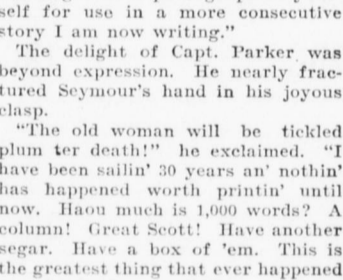 self for use in a more consecutive
story I am now writing."
The delight of Capt. Parker was
beyond expression. He nearly frac-
tured Seymour's hand in his joyous
clasp.
"The old woman will be tickled
plum ter death!" he exclaimed. "I
have been sailin' 30 years an' nothin'
has happened worth printin' until
now. Haou much is 1,000 words? A
column! Great Scott! Have another
segar. Have a box of 'em. This is
the greatest thing that ever happened